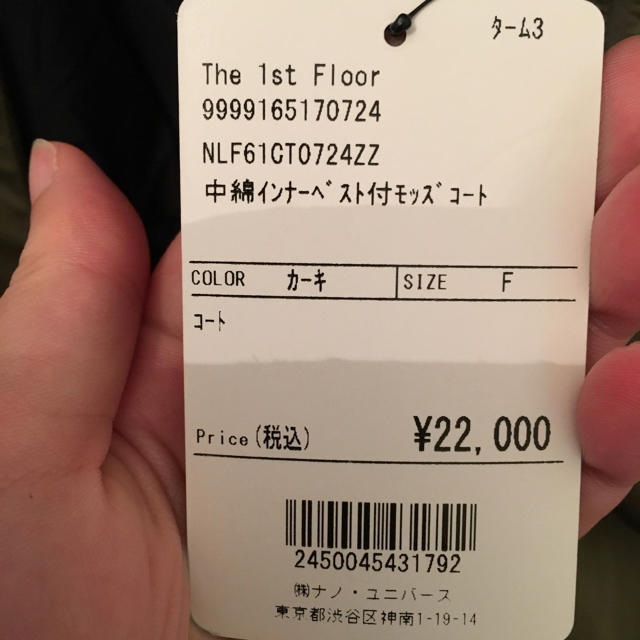 ターム3
The 1st Floor
9999165170724
NLF61CT0724ZZ
中綿インナーベスト付モッズコート
COLOR カーキ SIZE F
コート
Price(税込) ¥22,000
2450045431792
㈱ナノ・ユニバース
東京都渋谷区神南1-19-14